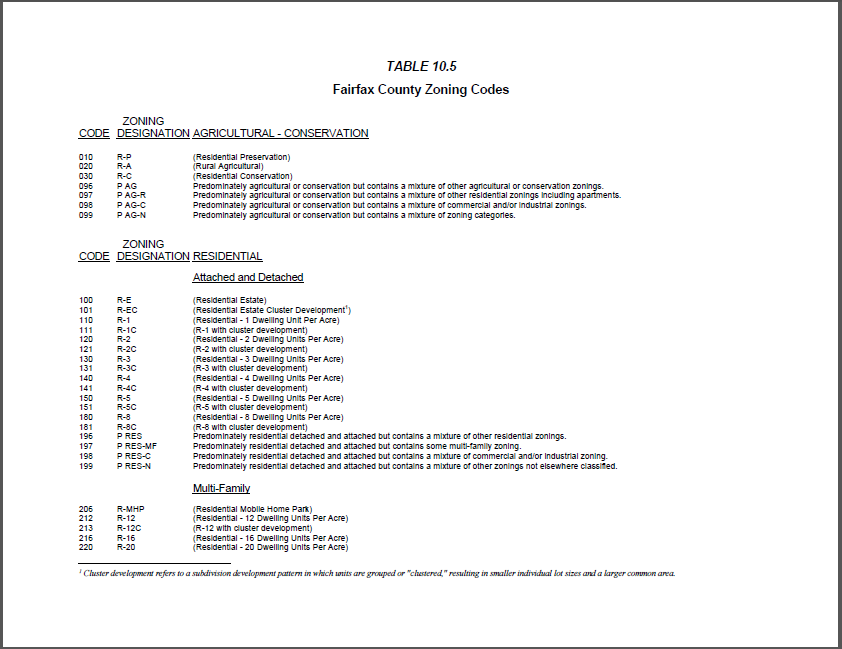 TABLE 10.5
Fairfax County Zoning Codes
ZONING
CODE DESIGNATION AGRICULTURAL - CONSERVATION
010 R-P (Residential Preservation)
020 R-A (Rural Agricultural)
030 R-C (Residential Conservation)
096 P AG Predominately agricultural or conservation but contains a mixture of other agricultural or conservation zonings.
097 P AG-R Predominately agricultural or conservation but contains a mixture of other residential zonings including apartments.
098 P AG-C Predominately agricultural or conservation but contains a mixture of commercial and/or industrial zonings.
099 P AG-N Predominately agricultural or conservation but contains a mixture of zoning categories.
ZONING
CODE DESIGNATION RESIDENTIAL
Attached and Detached
100 R-E (Residential Estate)
101 R-EC (Residential Estate Cluster Development¹)
110 R-1 (Residential - 1 Dwelling Unit Per Acre)
111 R-1C (R-1 with cluster development)
120 R-2 (Residential - 2 Dwelling Units Per Acre)
121 R-2C (R-2 with cluster development)
130 R-3 (Residential - 3 Dwelling Units Per Acre)
131 R-3C (R-3 with cluster development)
140 R-4 (Residential - 4 Dwelling Units Per Acre)
141 R-4C (R-4 with cluster development)
150 R-5 (Residential - 5 Dwelling Units Per Acre)
151 R-5C (R-5 with cluster development)
180 R-8 (Residential - 8 Dwelling Units Per Acre)
181 R-8C (R-8 with cluster development)
196 P RES Predominately residential detached and attached but contains a mixture of other residential zonings.
197 P RES-MF Predominately residential detached and attached but contains some multi-family zoning.
198 P RES-C Predominately residential detached and attached but contains a mixture of commercial and/or industrial zoning.
199 P RES-N Predominately residential detached and attached but contains a mixture of other zonings not elsewhere classified.
Multi-Family
206 R-MHP (Residential Mobile Home Park)
212 R-12 (Residential - 12 Dwelling Units Per Acre)
213 R-12C (R-12 with cluster development)
216 R-16 (Residential - 16 Dwelling Units Per Acre)
220 R-20 (Residential - 20 Dwelling Units Per Acre)
¹ Cluster development refers to a subdivision development pattern in which units are grouped or "clustered," resulting in smaller individual lot sizes and a larger common area.